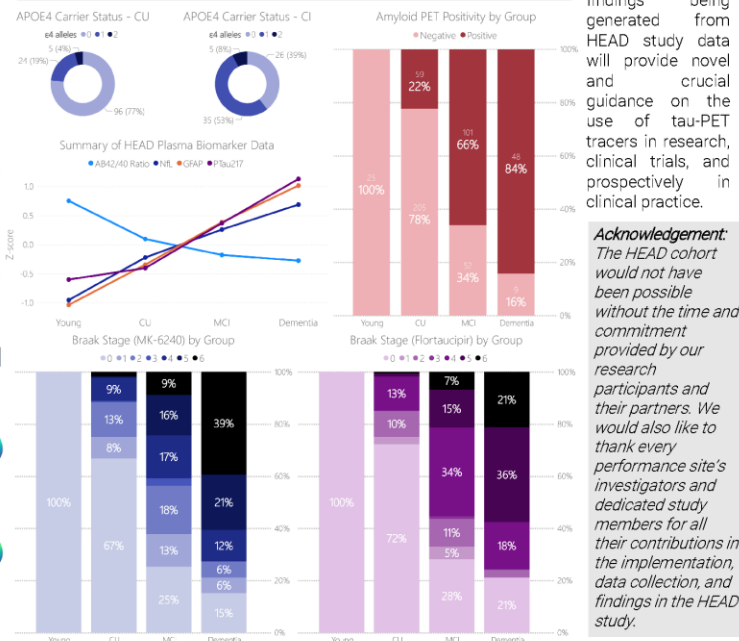 APOE4 Carrier Status - CU
ε4 alleles 0 1 2
5 (4%)
24 (19%)
96 (77%)
APOE4 Carrier Status - CI
ε4 alleles 0 1 2
5 (8%)
26 (39%)
35 (53%)
Summary of HEAD Plasma Biomarker Data
AB42/40 Ratio NfL GFAP PTau217
Z-score
1.0
0.5
0.0
-0.5
-1.0
Young CU MCI Dementia
Amyloid PET Positivity by Group
Negative Positive
100%
80%
60%
40%
20%
0%
25
100%
59
22%
205
78%
101
66%
52
34%
46
84%
9
16%
Young CU MCI Dementia
Braak Stage (MK-6240) by Group
0 1 2 3 4 5 6
100%
80%
60%
40%
20%
0%
100%
9%
13%
8%
67%
9%
16%
17%
18%
13%
25%
39%
21%
12%
6%
6%
15%
Young CU MCI Dementia
Braak Stage (Flortaucipir) by Group
0 1 2 3 4 5 6
100%
80%
60%
40%
20%
0%
100%
13%
10%
72%
7%
15%
34%
11%
5%
28%
21%
36%
18%
21%
Young CU MCI Dementia
findings being
generated from
HEAD study data
will provide novel
and crucial
guidance on the
use of tau-PET
tracers in research,
clinical trials, and
prospectively in
clinical practice.
Acknowledgement:
The HEAD cohort
would not have
been possible
without the time and
commitment
provided by our
research
participants and
their partners. We
would also like to
thank every
performance site's
investigators and
dedicated study
members for all
their contributions in
the implementation,
data collection, and
findings in the HEAD
study.